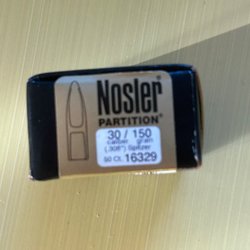 Nosler
PARTITION
30 / 150
caliber grain
(.308") Spitzer
50 Ct. 16329